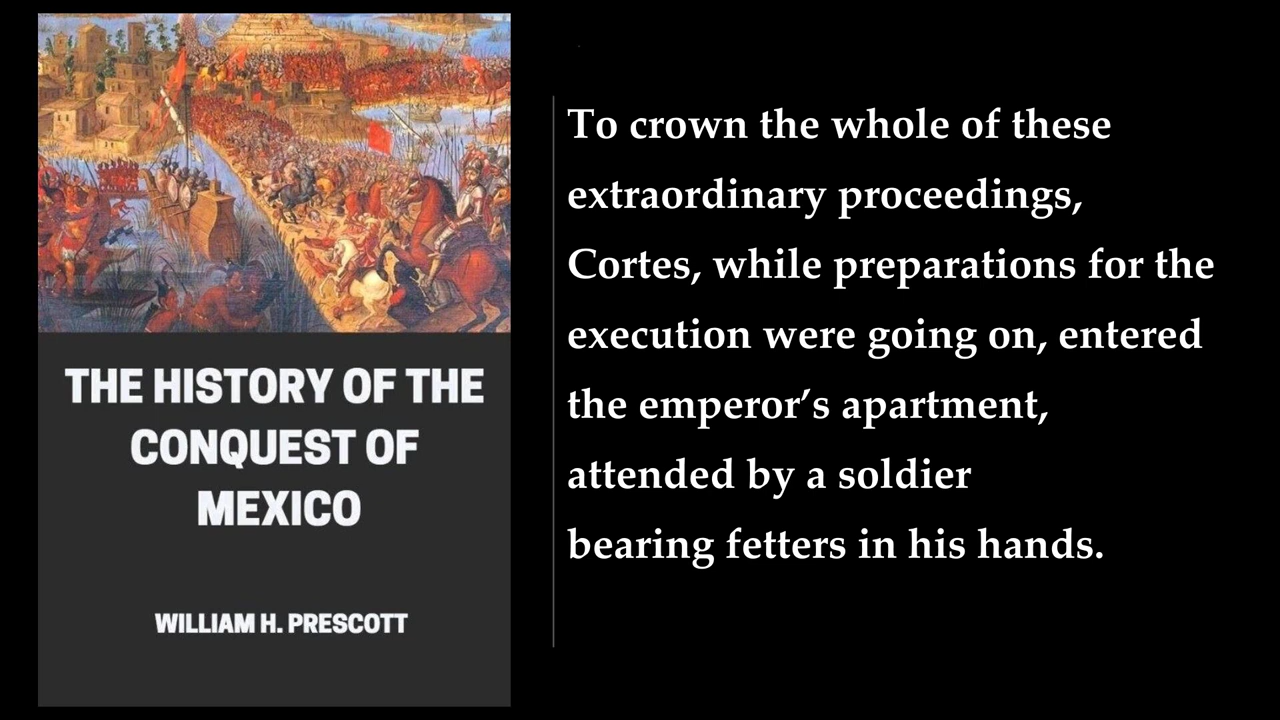 THE HISTORY OF THE
CONQUEST OF
MEXICO
WILLIAM H. PRESCOTT
To crown the whole of these
extraordinary proceedings,
Cortes, while preparations for the
execution were going on, entered
the emperor’s apartment,
attended by a soldier
bearing fetters in his hands.